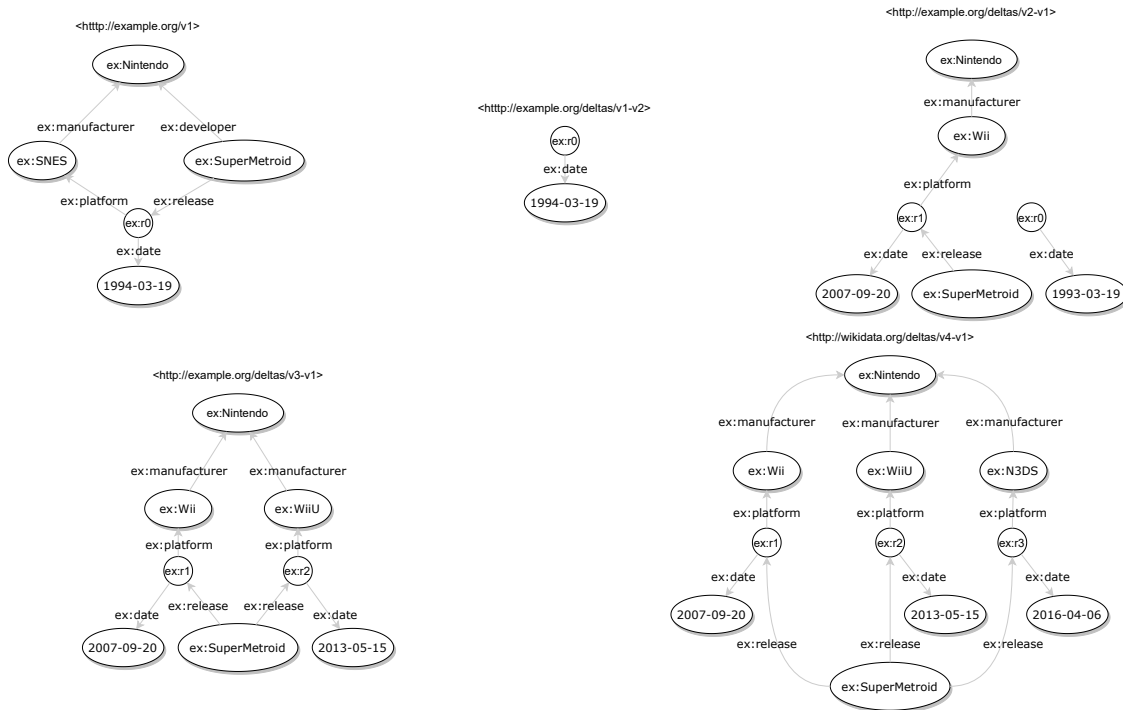 <htttp://example.org/v1>
ex:Nintendo
ex:manufacturer ex:developer
ex:SNES ex:SuperMetroid
ex:platform ex:release
ex:r0
ex:date
1994-03-19
<htttp://example.org/deltas/v1-v2>
ex:r0
ex:date
1994-03-19
<http://example.org/deltas/v2-v1>
ex:Nintendo
ex:manufacturer
ex:Wii
ex:platform
ex:r1 ex:r0
ex:date ex:release ex:date
2007-09-20 ex:SuperMetroid 1993-03-19
<http://example.org/deltas/v3-v1>
ex:Nintendo
ex:manufacturer ex:manufacturer
ex:Wii ex:WiiU
ex:platform ex:platform
ex:r1 ex:r2
ex:date ex:release ex:release ex:date
2007-09-20 ex:SuperMetroid 2013-05-15
<http://wikidata.org/deltas/v4-v1>
ex:Nintendo
ex:manufacturer ex:manufacturer ex:manufacturer
ex:Wii ex:WiiU ex:N3DS
ex:platform ex:platform ex:platform
ex:r1 ex:r2 ex:r3
ex:date ex:date ex:date
2007-09-20 2013-05-15 2016-04-06
ex:release ex:release ex:release
ex:SuperMetroid